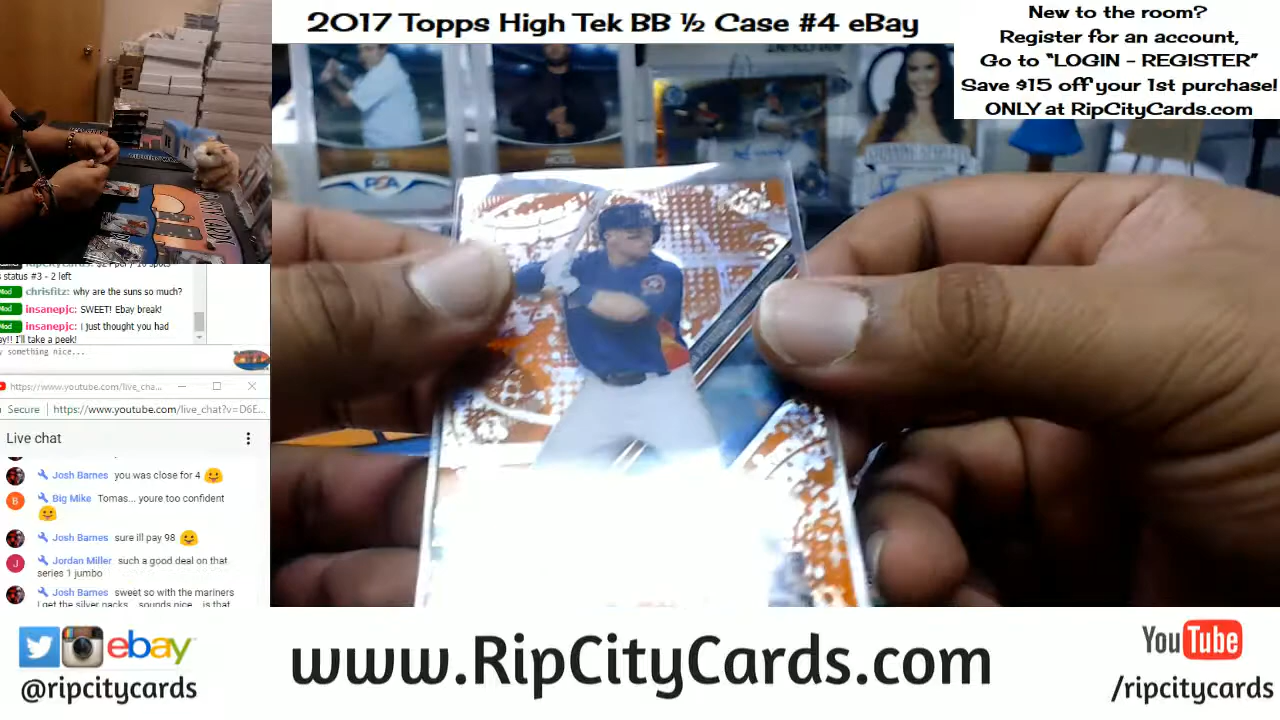 2017 Topps High Tek BB ½ Case #4 eBay
New to the room?
Register for an account,
Go to "LOGIN - REGISTER"
Save $15 off your 1st purchase!
ONLY at RipCityCards.com
PSA
s status #3 - 2 left
Mod chrisfitz: why are the suns so much?
Mod insanepjc: SWEET! Ebay break!
Mod insanepjc: I just thought you had
y!! I'll take a peek!
y something nice...
https://www.youtube.com/live_cha...
Secure https://www.youtube.com/live_chat?v=D6E...
Live chat
Josh Barnes you was close for 4
Big Mike Tomas... youre too confident
Josh Barnes sure ill pay 98
Jordan Miller such a good deal on that
series 1 jumbo
Josh Barnes sweet so with the mariners
I get the silver packs... sounds nice... is that
ebay
@ripcitycards
www.RipCityCards.com
YouTube
/ripcitycards